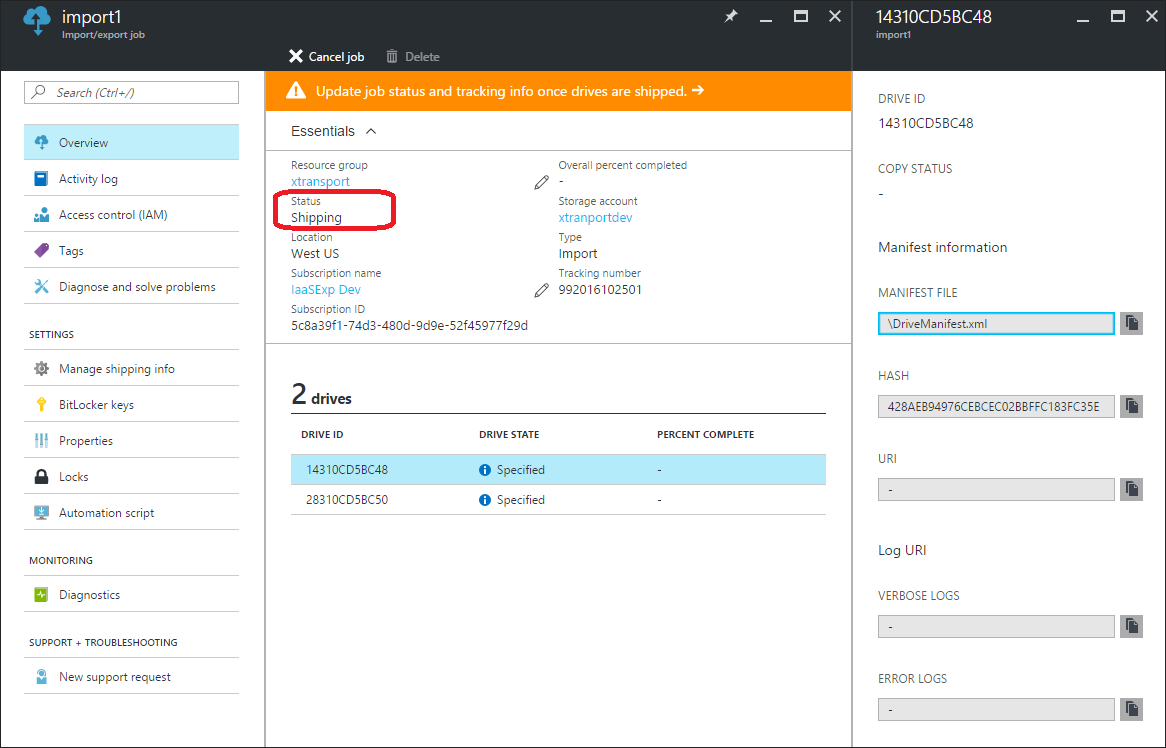 import1
Import/export job
Cancel job
Delete
14310CD5BC48
import1
Search (Ctrl+/)
Overview
Activity log
Access control (IAM)
Tags
Diagnose and solve problems
SETTINGS
Manage shipping info
BitLocker keys
Properties
Locks
Automation script
MONITORING
Diagnostics
SUPPORT + TROUBLESHOOTING
New support request
Update job status and tracking info once drives are shipped. →
Essentials
Resource group
xtransport
Status
Shipping
Location
West US
Subscription name
IaaSExp Dev
Subscription ID
5c8a39f1-74d3-480d-9d9e-52f45977f29d
Overall percent completed
-
Storage account
xtranportdev
Type
Import
Tracking number
992016102501
2 drives
DRIVE ID DRIVE STATE PERCENT COMPLETE
14310CD5BC48 Specified -
28310CD5BC50 Specified -
DRIVE ID
14310CD5BC48
COPY STATUS
-
Manifest information
MANIFEST FILE
\DriveManifest.xml
HASH
428AEB94976CEBCEC02BBFFC183FC35E
URI
-
Log URI
VERBOSE LOGS
-
ERROR LOGS
-